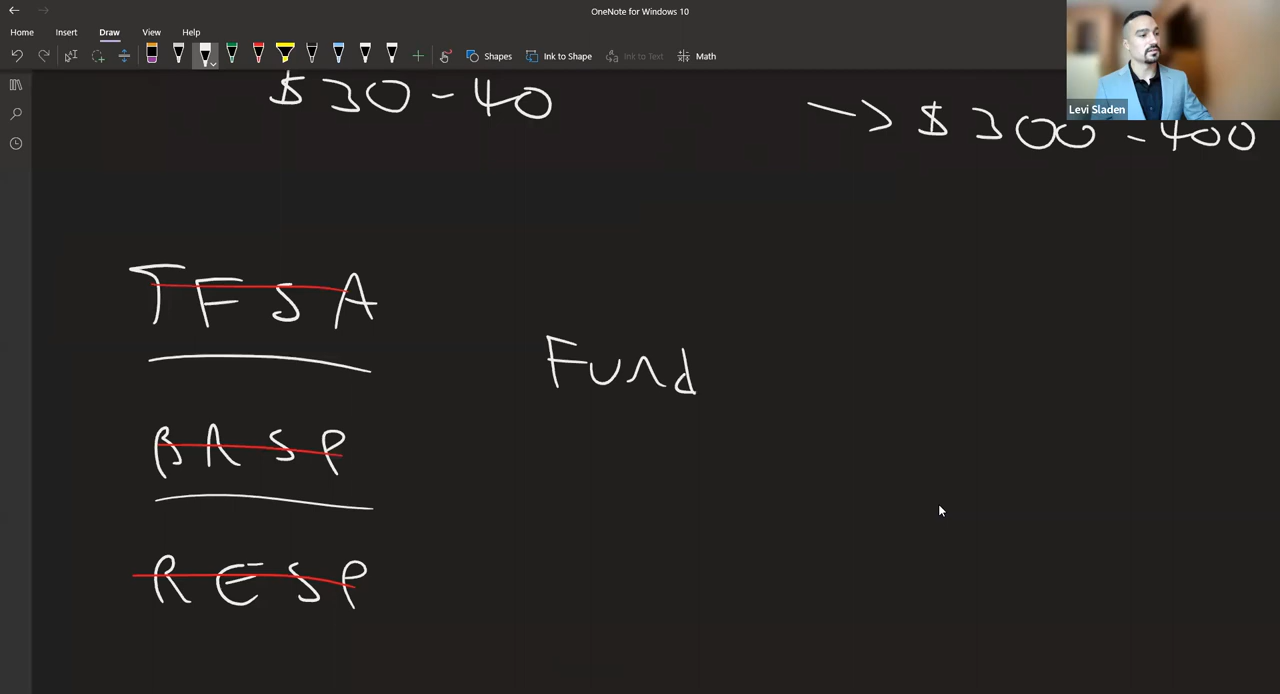 OneNote for Windows 10
Home Insert Draw View Help
Shapes Ink to Shape Ink to Text Math
Levi Sladen
$30-40
-> $300-400
TFSA
Fund
RRSP
RESP